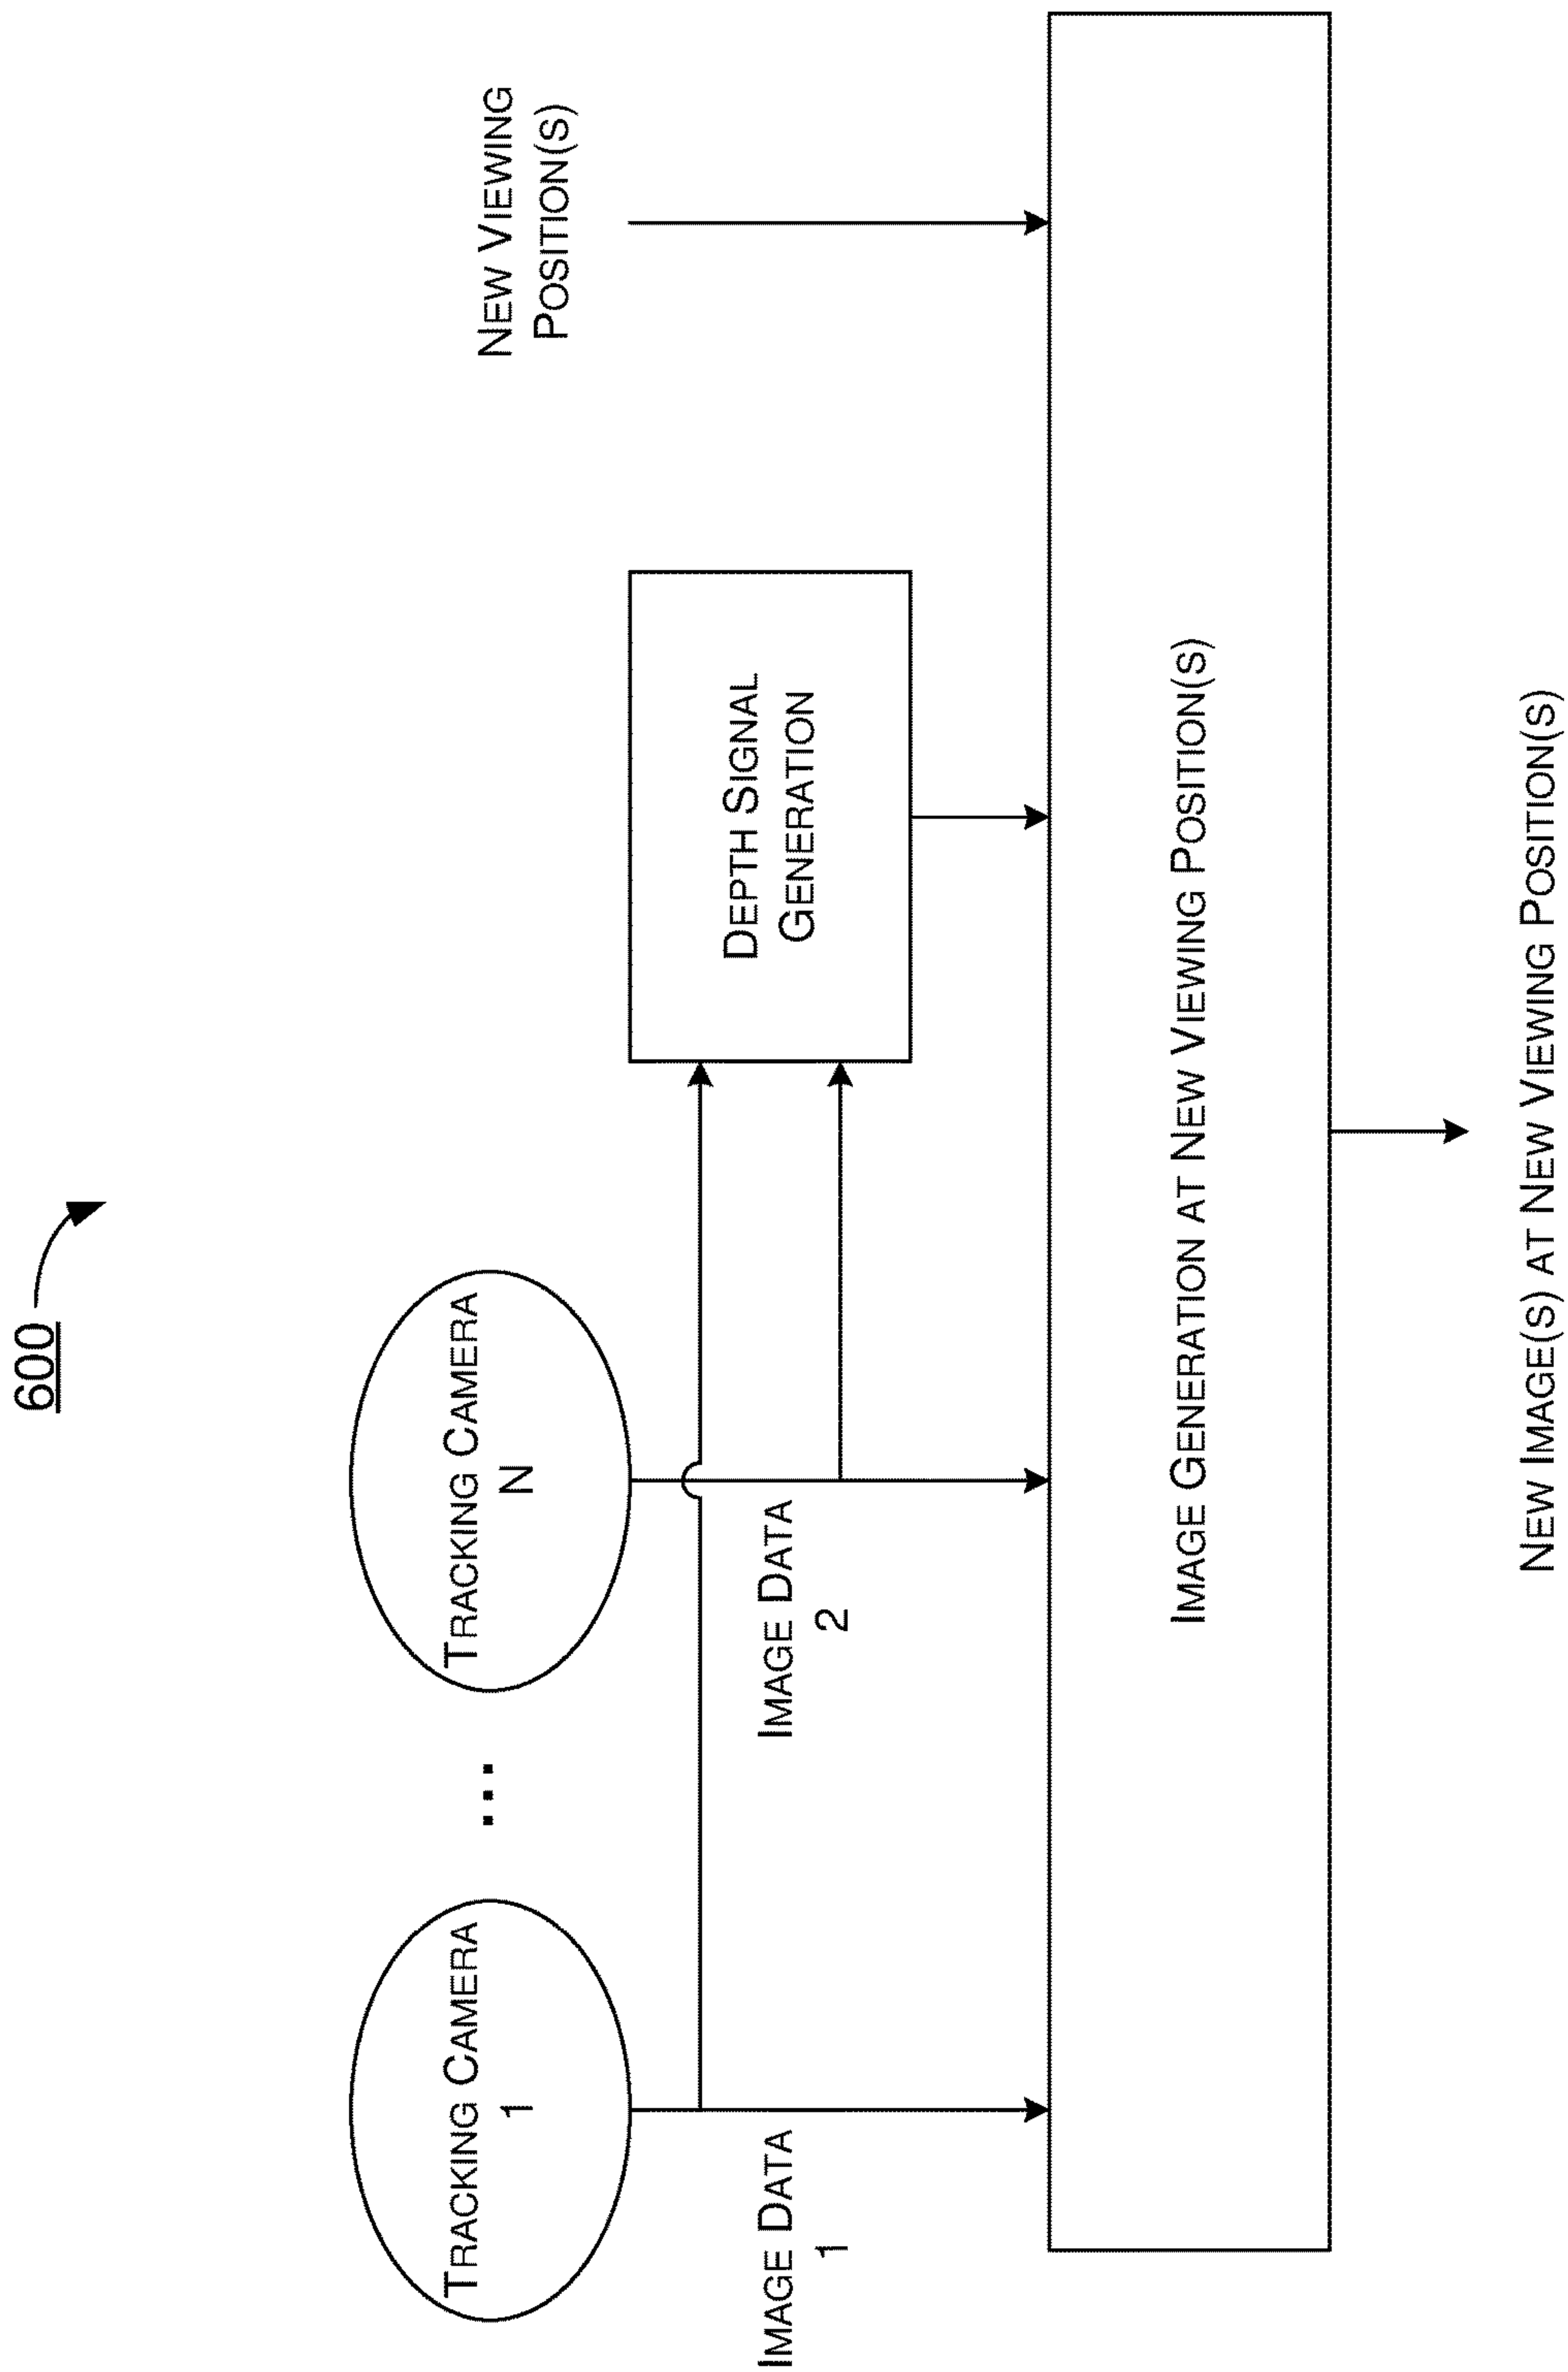 600
TRACKING CAMERA
1
...
TRACKING CAMERA
N
NEW VIEWING
POSITION(S)
IMAGE DATA
1
IMAGE DATA
2
DEPTH SIGNAL
GENERATION
IMAGE GENERATION AT NEW VIEWING POSITION(S)
NEW IMAGE(S) AT NEW VIEWING POSITION(S)